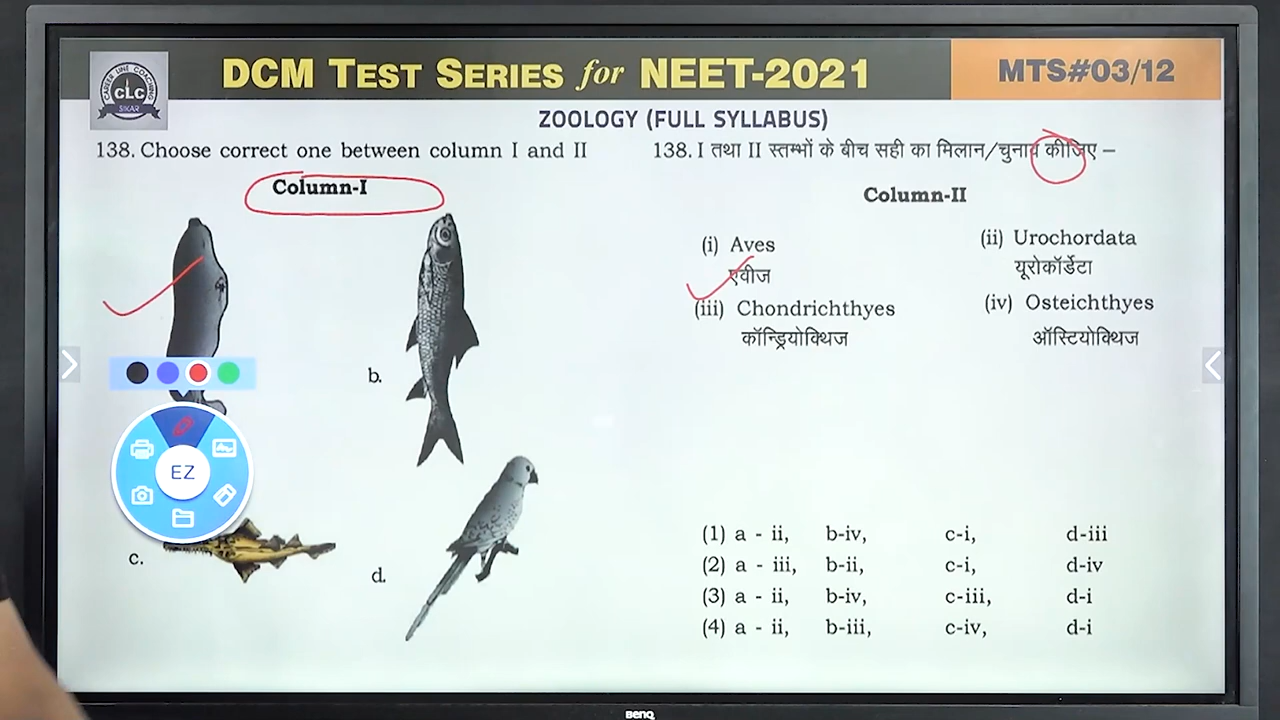 DCM TEST SERIES for NEET-2021
MTS#03/12
CAREER LINE COACHING
CLC
SIKAR
ZOOLOGY (FULL SYLLABUS)
138. Choose correct one between column I and II
138. I तथा II स्तम्भों के बीच सही का मिलान/चुनाव कीजिए –
Column-I
Column-II
(i) Aves
एवीज
(ii) Urochordata
यूरोकॉर्डेटा
(iii) Chondrichthyes
कॉन्ड्रियोक्थिज
(iv) Osteichthyes
ऑस्टियोक्थिज
b.
EZ
c.
d.
(1) a - ii, b-iv, c-i, d-iii
(2) a - iii, b-ii, c-i, d-iv
(3) a - ii, b-iv, c-iii, d-i
(4) a - ii, b-iii, c-iv, d-i
BenQ